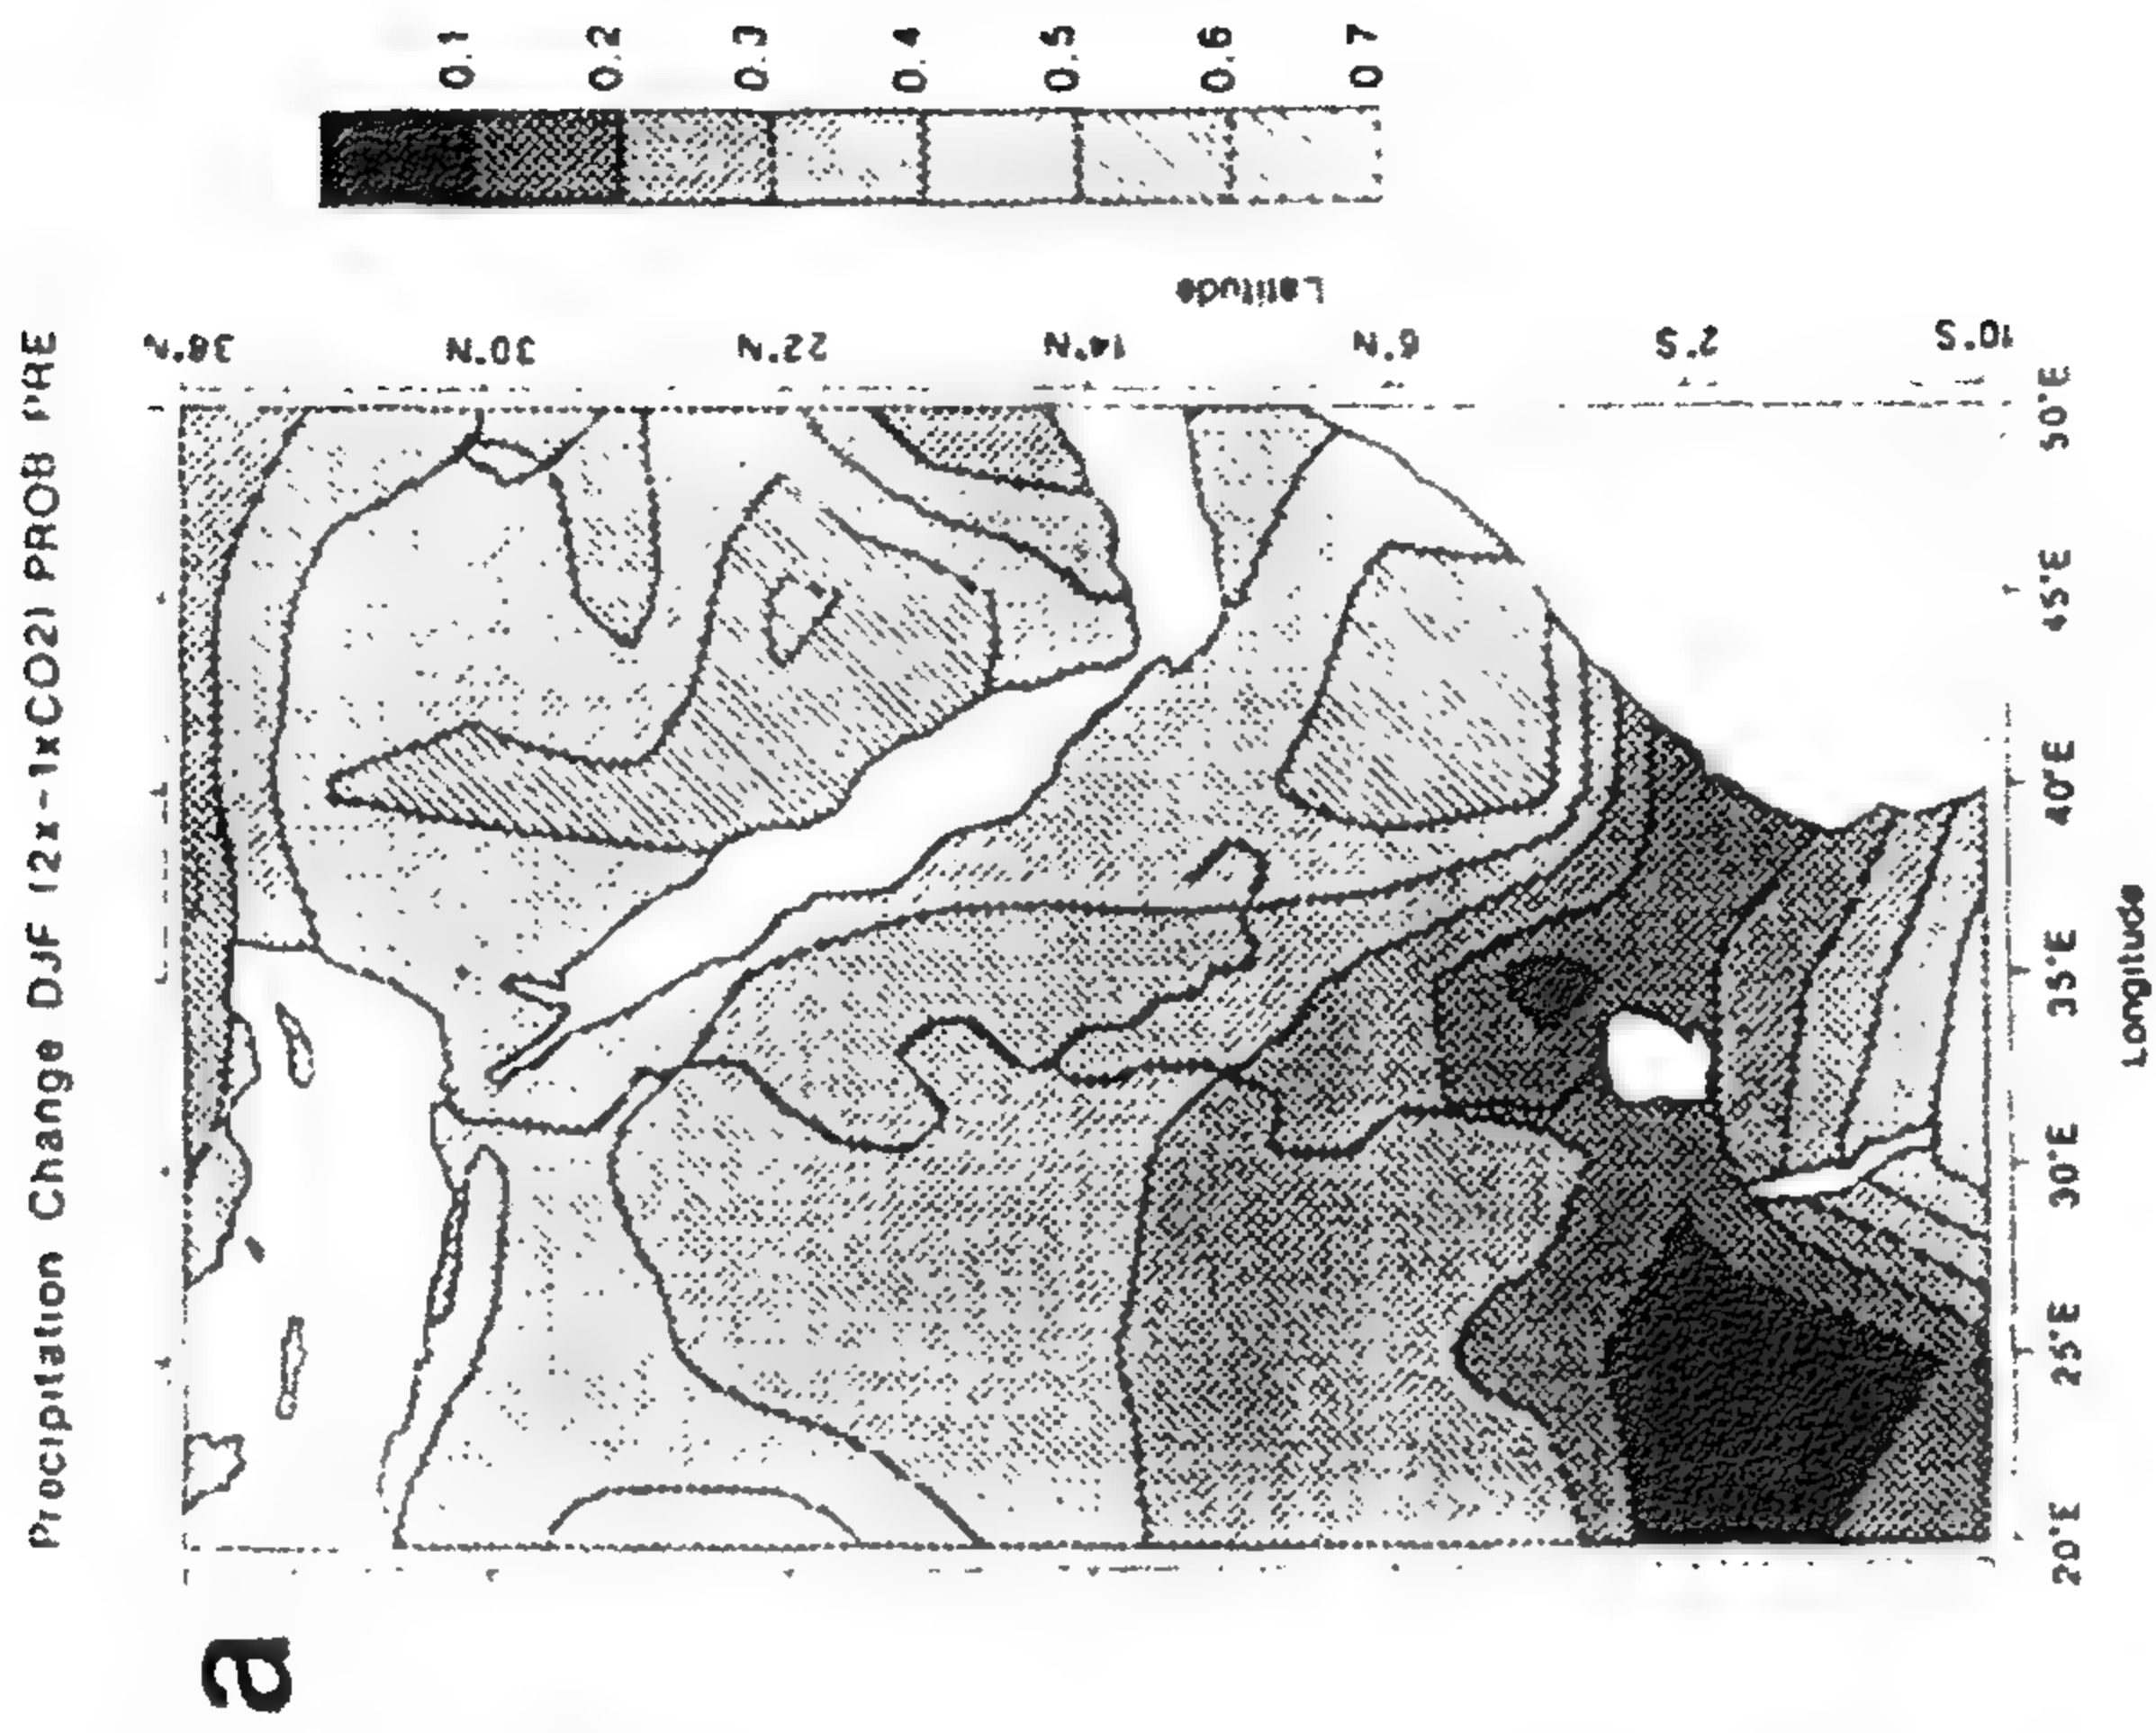 a
Procipitation Change DJF (2x-1xCO2) PROB PRE
38°N
30°N
22°N
14°N
6°N
2°S
10°S
Latitude
20°E
25°E
30°E
35°E
40°E
45°E
50°E
Longitude
0.1
0.2
0.3
0.4
0.5
0.6
0.7